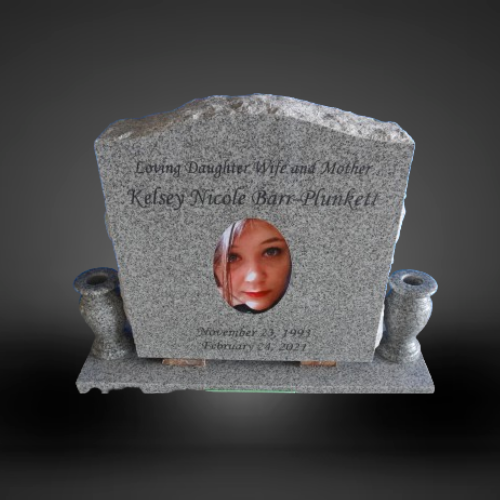 Loving Daughter, Wife and Mother
Kelsey Nicole Barr-Plunkett
November 23, 1993
February 24, 2021